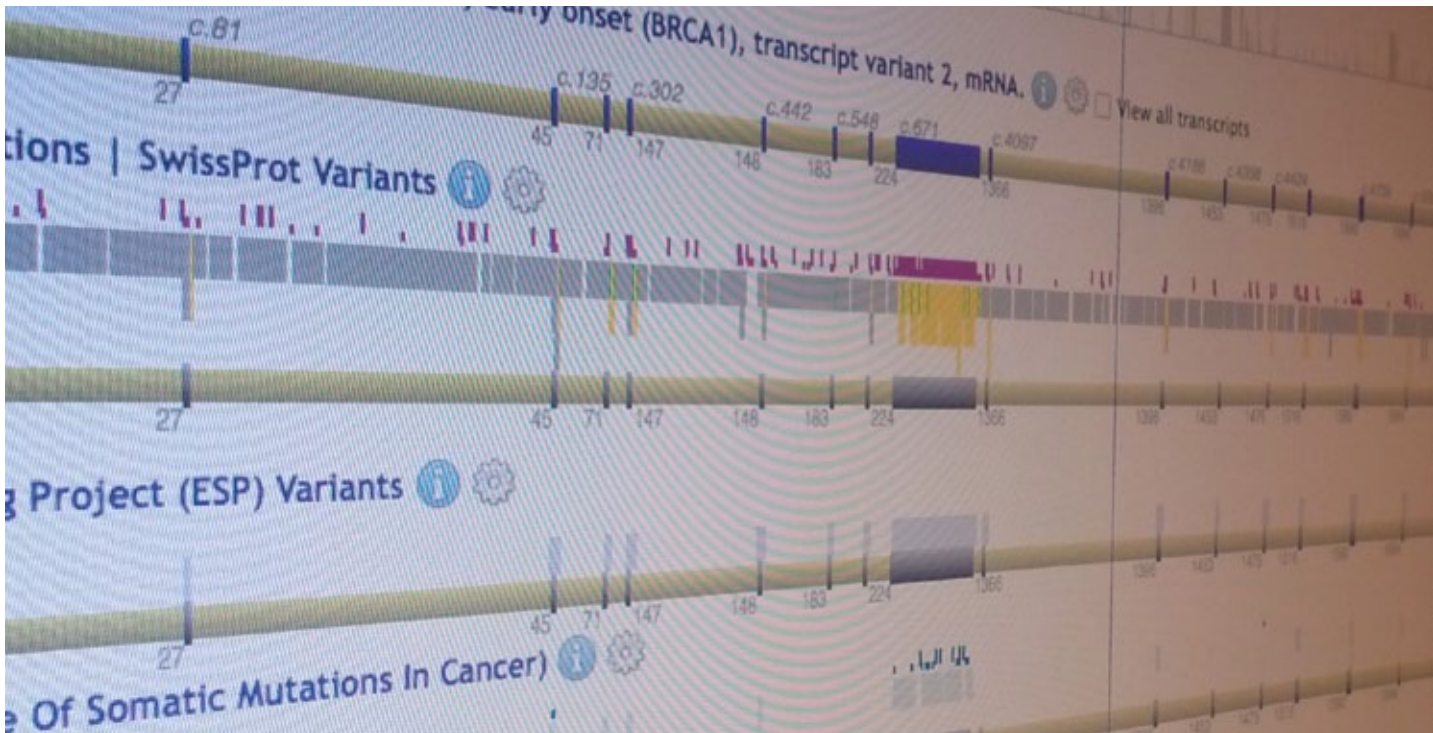 early onset (BRCA1), transcript variant 2, mRNA. View all transcripts
c.81 c.135 c.302 c.442 c.548 c.671 c.4097
27 45 71 147 148 183 224 1366
tions | SwissProt Variants
27 45 71 147 148 183 224 1366 1396
g Project (ESP) Variants
27 45 71 147 148 183 224 1366
e Of Somatic Mutations In Cancer)